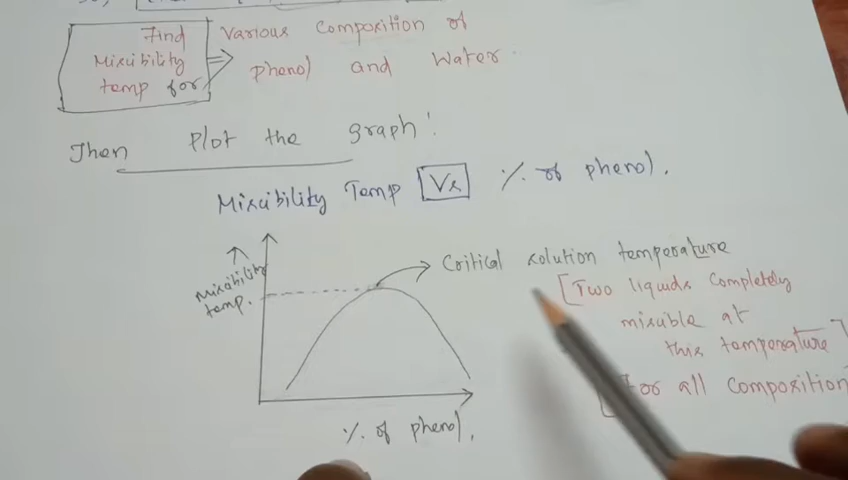 Find
Miscibility
temp for
Various Composition of
phenol and Water.
Then Plot the graph!
Miscibility Temp Vs % of phenol.
Miscibility
temp.
Critical solution temperature
[Two liquids Completely
miscible at
this temperature]
[For all Composition
% of phenol.